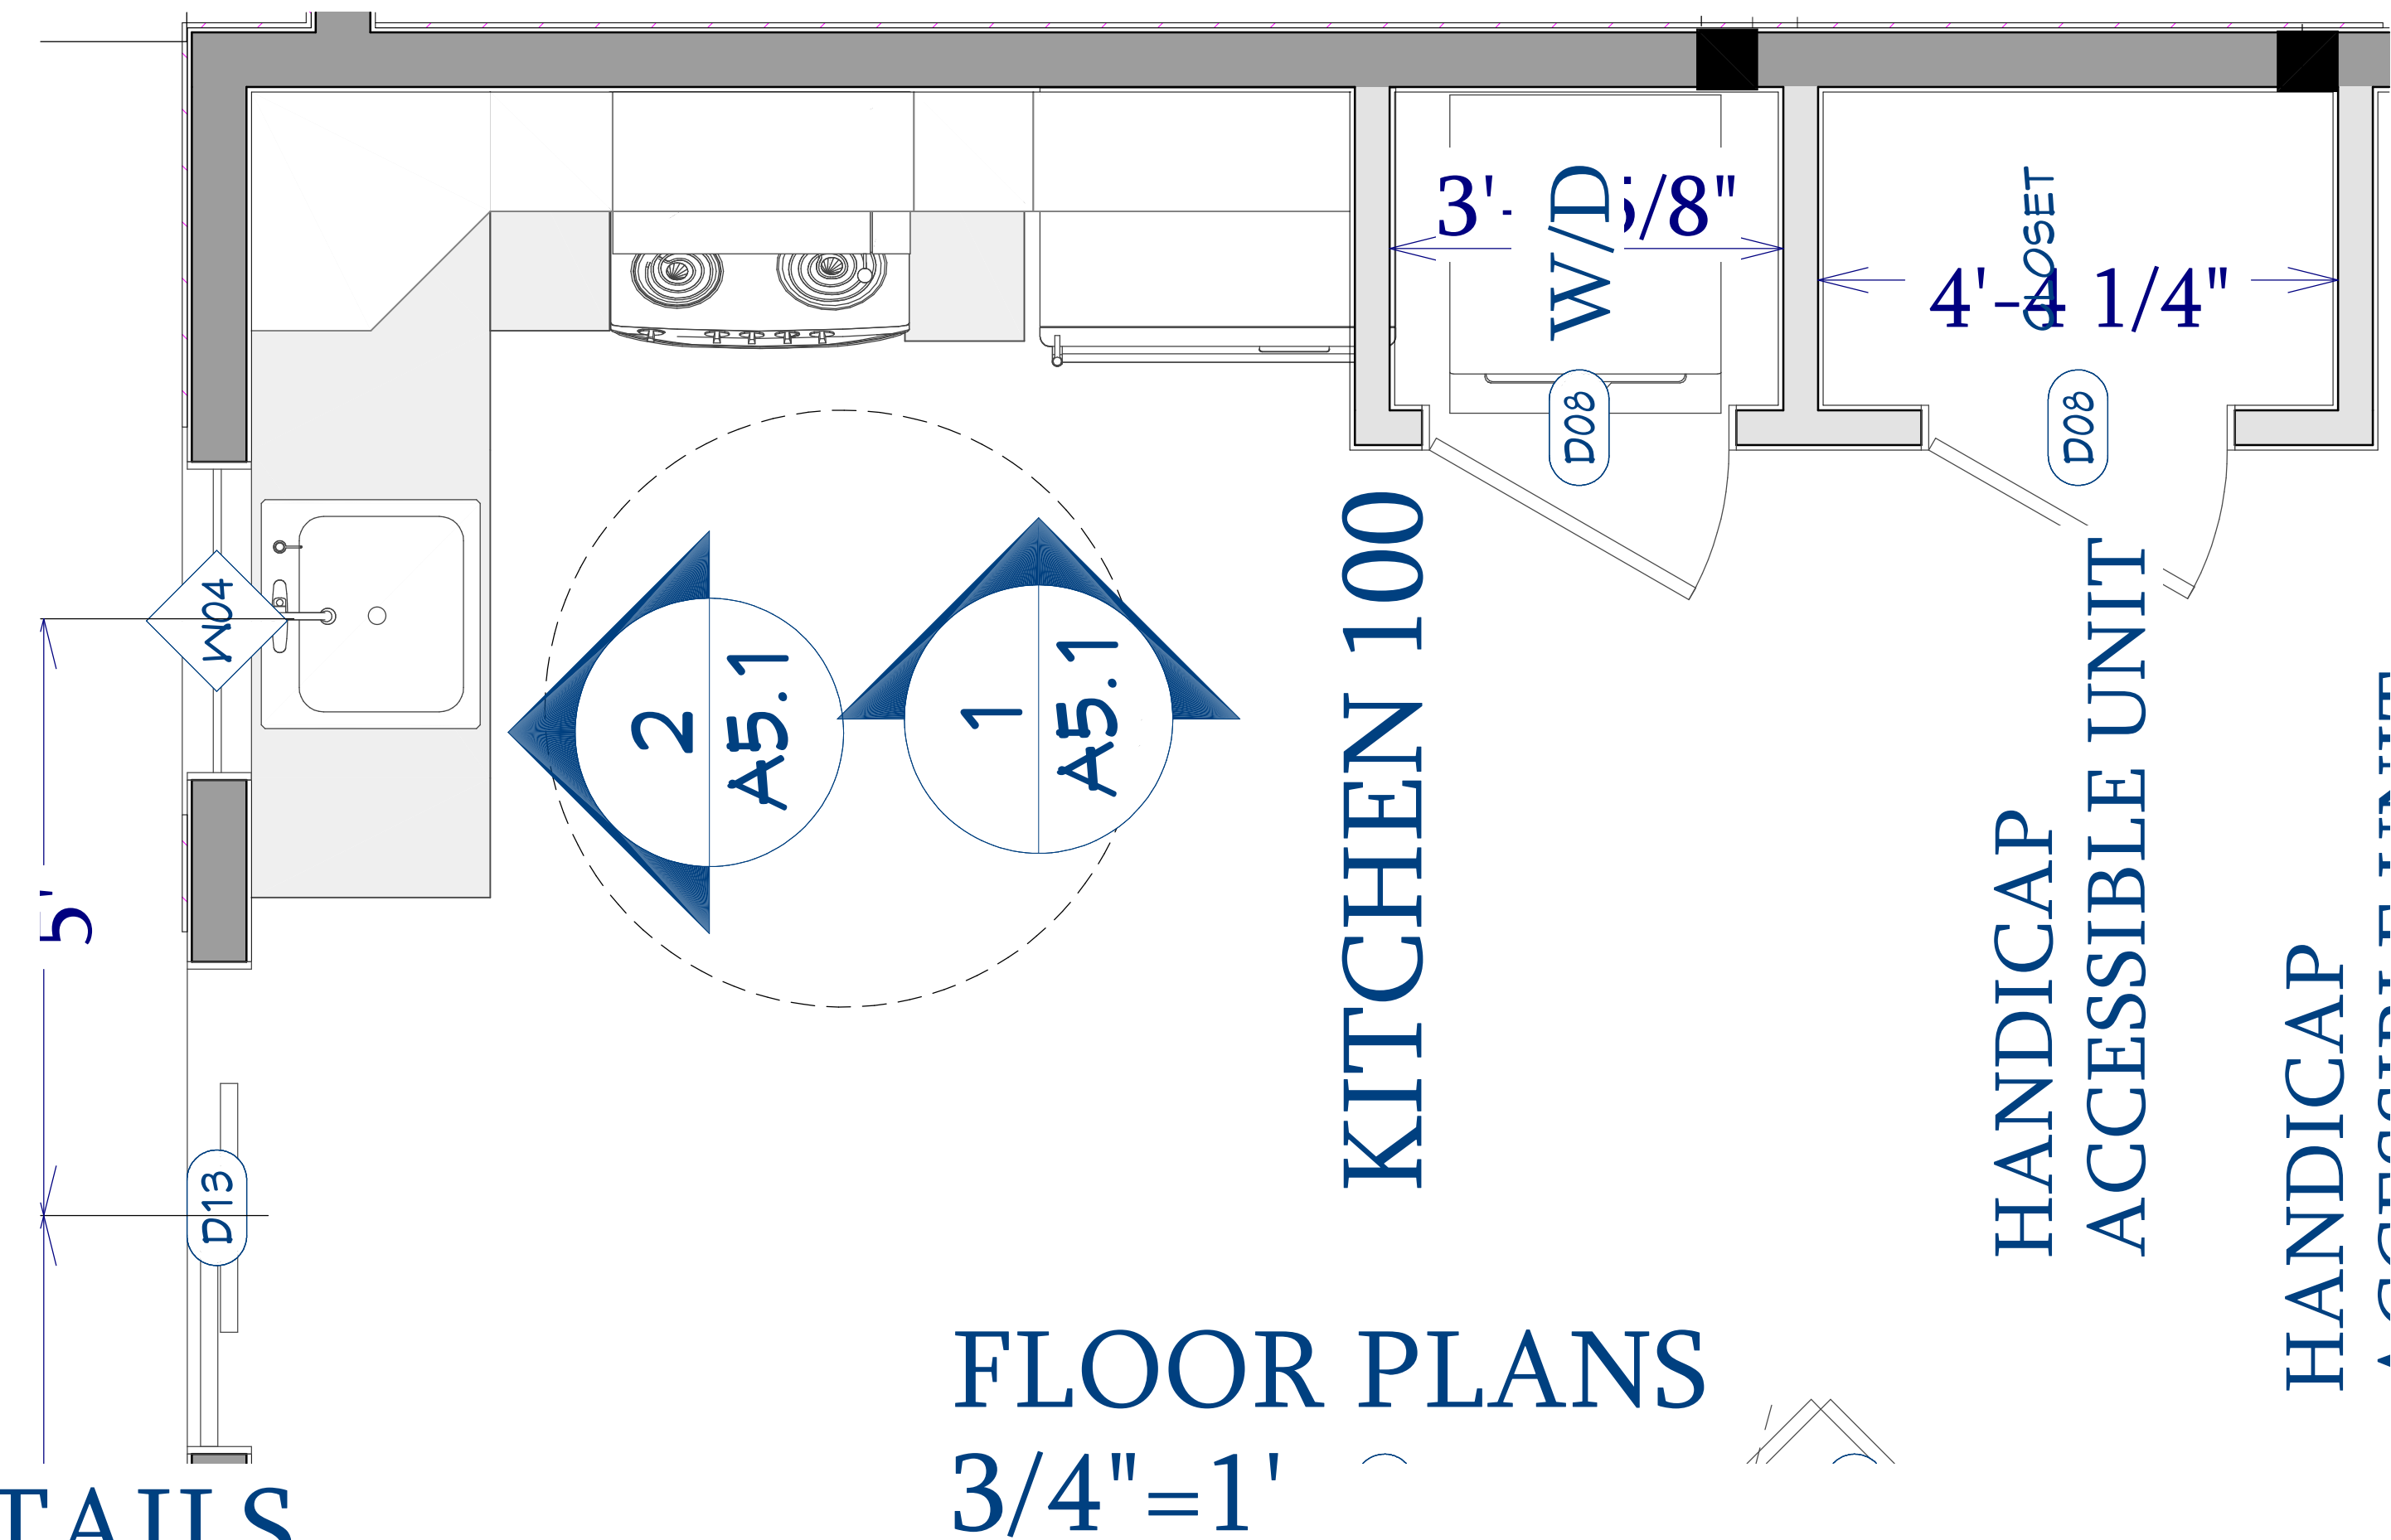 3'- 5/8"
W/D
CLOSET
4'-4 1/4"
D08
D08
W04
2
A5.1
1
A5.1
KITCHEN 100
HANDICAP
ACCESSIBLE UNIT
HANDICAP
5'
D13
FLOOR PLANS
3/4"=1'